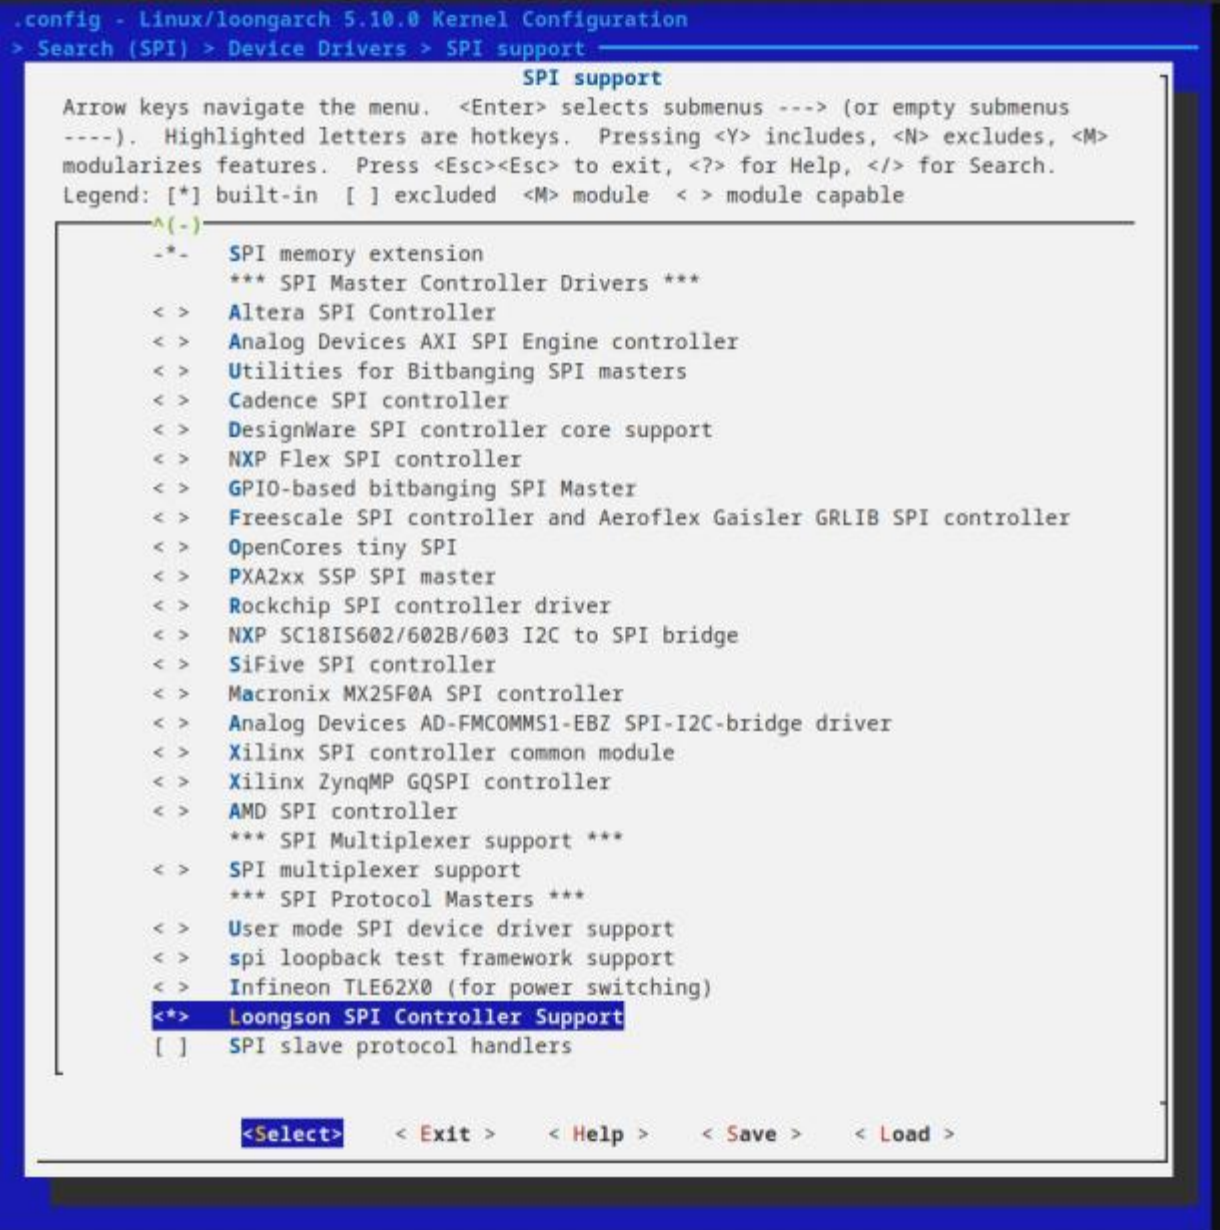 .config - Linux/loongarch 5.10.0 Kernel Configuration
> Search (SPI) > Device Drivers > SPI support
SPI support
Arrow keys navigate the menu.  <Enter> selects submenus ---> (or empty submenus
----).  Highlighted letters are hotkeys.  Pressing <Y> includes, <N> excludes, <M>
modularizes features.  Press <Esc><Esc> to exit, <?> for Help, </> for Search.
Legend: [*] built-in  [ ] excluded  <M> module  < > module capable
^(-)
-*-   SPI memory extension
*** SPI Master Controller Drivers ***
< >   Altera SPI Controller
< >   Analog Devices AXI SPI Engine controller
< >   Utilities for Bitbanging SPI masters
< >   Cadence SPI controller
< >   DesignWare SPI controller core support
< >   NXP Flex SPI controller
< >   GPIO-based bitbanging SPI Master
< >   Freescale SPI controller and Aeroflex Gaisler GRLIB SPI controller
< >   OpenCores tiny SPI
< >   PXA2xx SSP SPI master
< >   Rockchip SPI controller driver
< >   NXP SC18IS602/602B/603 I2C to SPI bridge
< >   SiFive SPI controller
< >   Macronix MX25F0A SPI controller
< >   Analog Devices AD-FMCOMMS1-EBZ SPI-I2C-bridge driver
< >   Xilinx SPI controller common module
< >   Xilinx ZynqMP GQSPI controller
< >   AMD SPI controller
*** SPI Multiplexer support ***
< >   SPI multiplexer support
*** SPI Protocol Masters ***
< >   User mode SPI device driver support
< >   spi loopback test framework support
< >   Infineon TLE62X0 (for power switching)
<*>   Loongson SPI Controller Support
[ ]   SPI slave protocol handlers
<Select>    < Exit >    < Help >    < Save >    < Load >